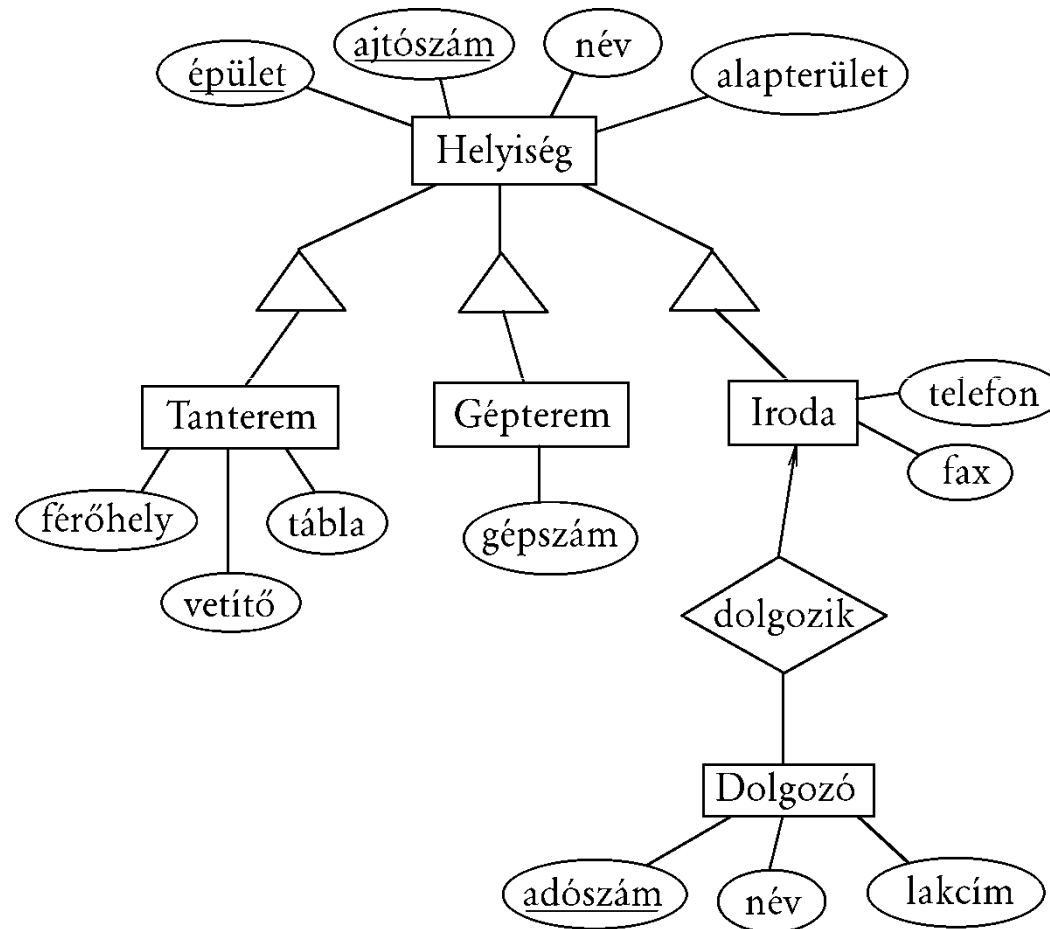 ajtószám
név
épület
alapterület
Helyiség
Tanterem
Gépterem
Iroda
telefon
fax
férőhely
tábla
gépszám
vetítő
dolgozik
Dolgozó
adószám
név
lakcím